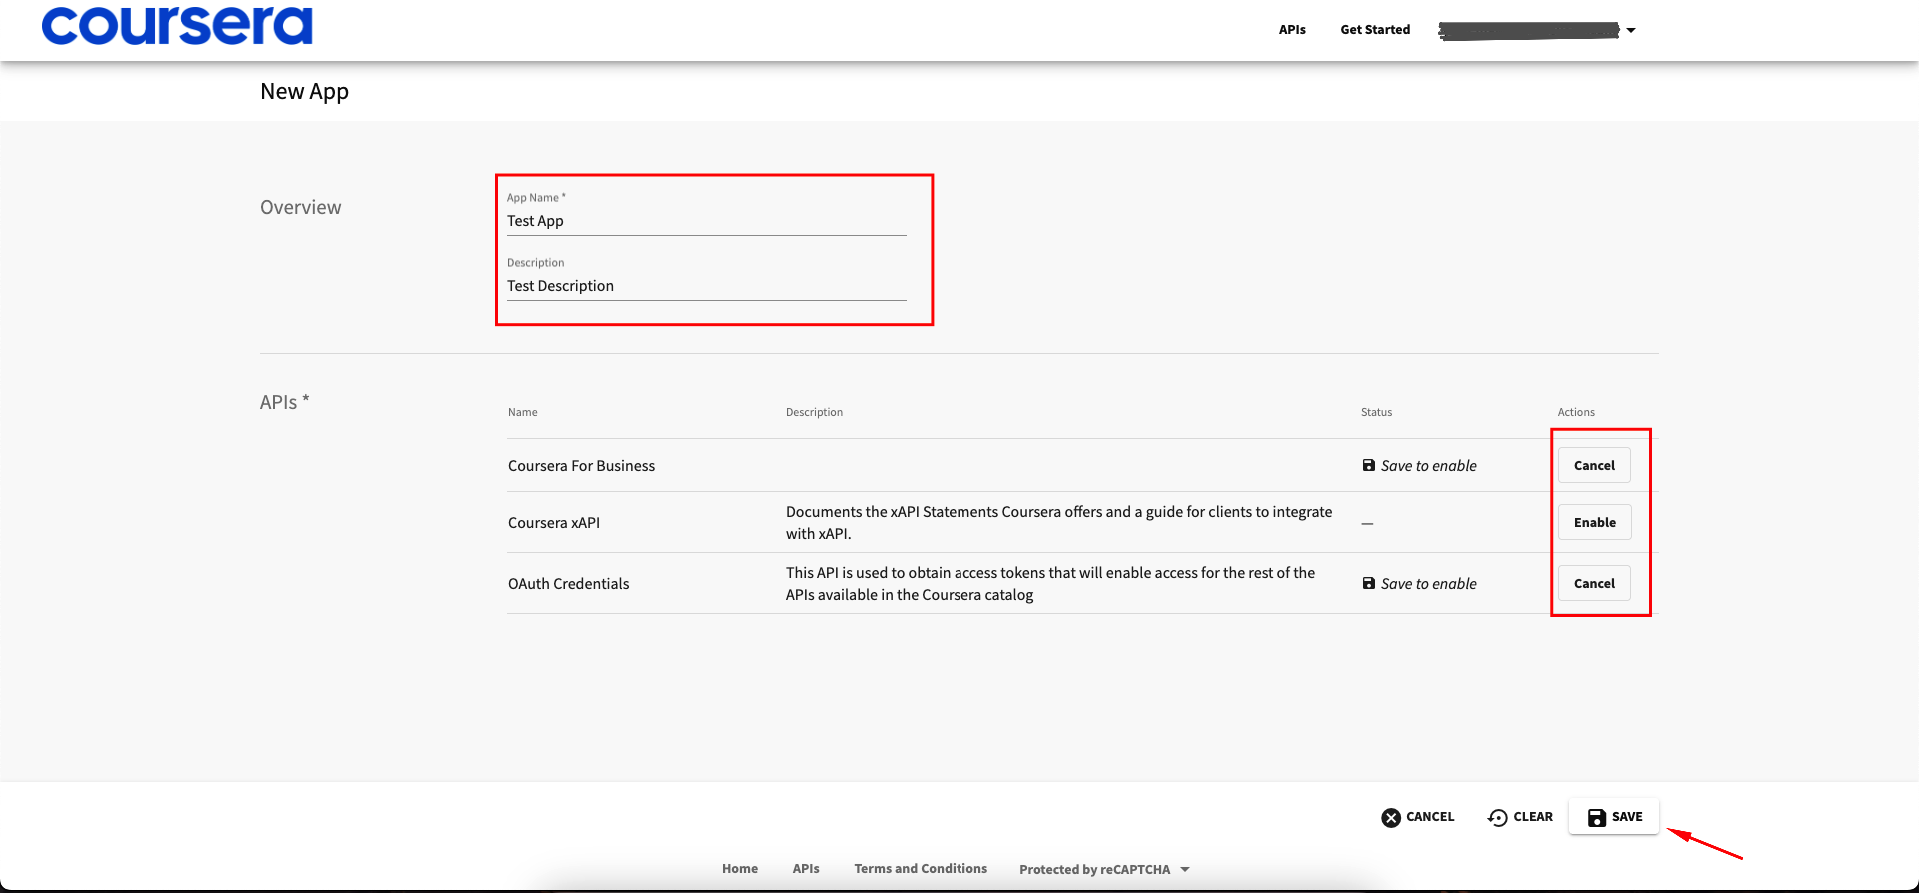 coursera
APIs Get Started
New App
Overview
App Name *
Test App
Description
Test Description
APIs *
Name Description Status Actions
Coursera For Business Save to enable Cancel
Coursera xAPI Documents the xAPI Statements Coursera offers and a guide for clients to integrate
with xAPI. — Enable
OAuth Credentials This API is used to obtain access tokens that will enable access for the rest of the
APIs available in the Coursera catalog Save to enable Cancel
CANCEL CLEAR SAVE
Home APIs Terms and Conditions Protected by reCAPTCHA